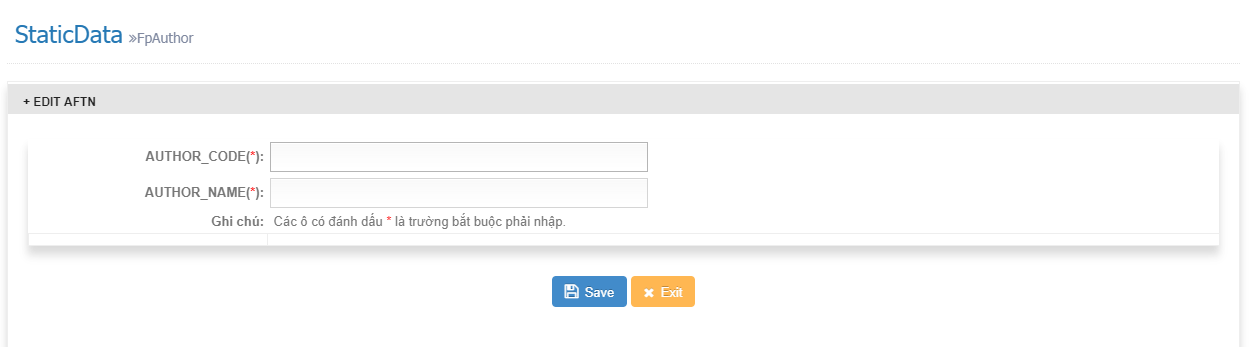 StaticData »FpAuthor
+ EDIT AFTN
AUTHOR_CODE(*):
AUTHOR_NAME(*):
Ghi chú: Các ô có đánh dấu * là trường bắt buộc phải nhập.
Save Exit